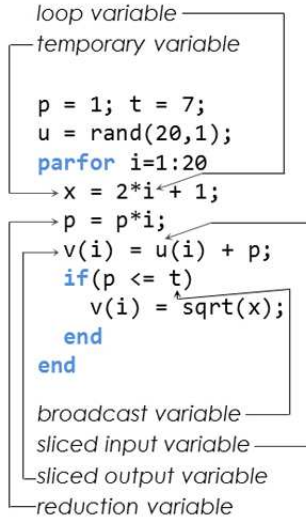 loop variable
temporary variable
p = 1; t = 7;
u = rand(20,1);
parfor i=1:20
x = 2*i + 1;
p = p*i;
v(i) = u(i) + p;
if(p <= t)
v(i) = sqrt(x);
end
end
broadcast variable
sliced input variable
sliced output variable
reduction variable